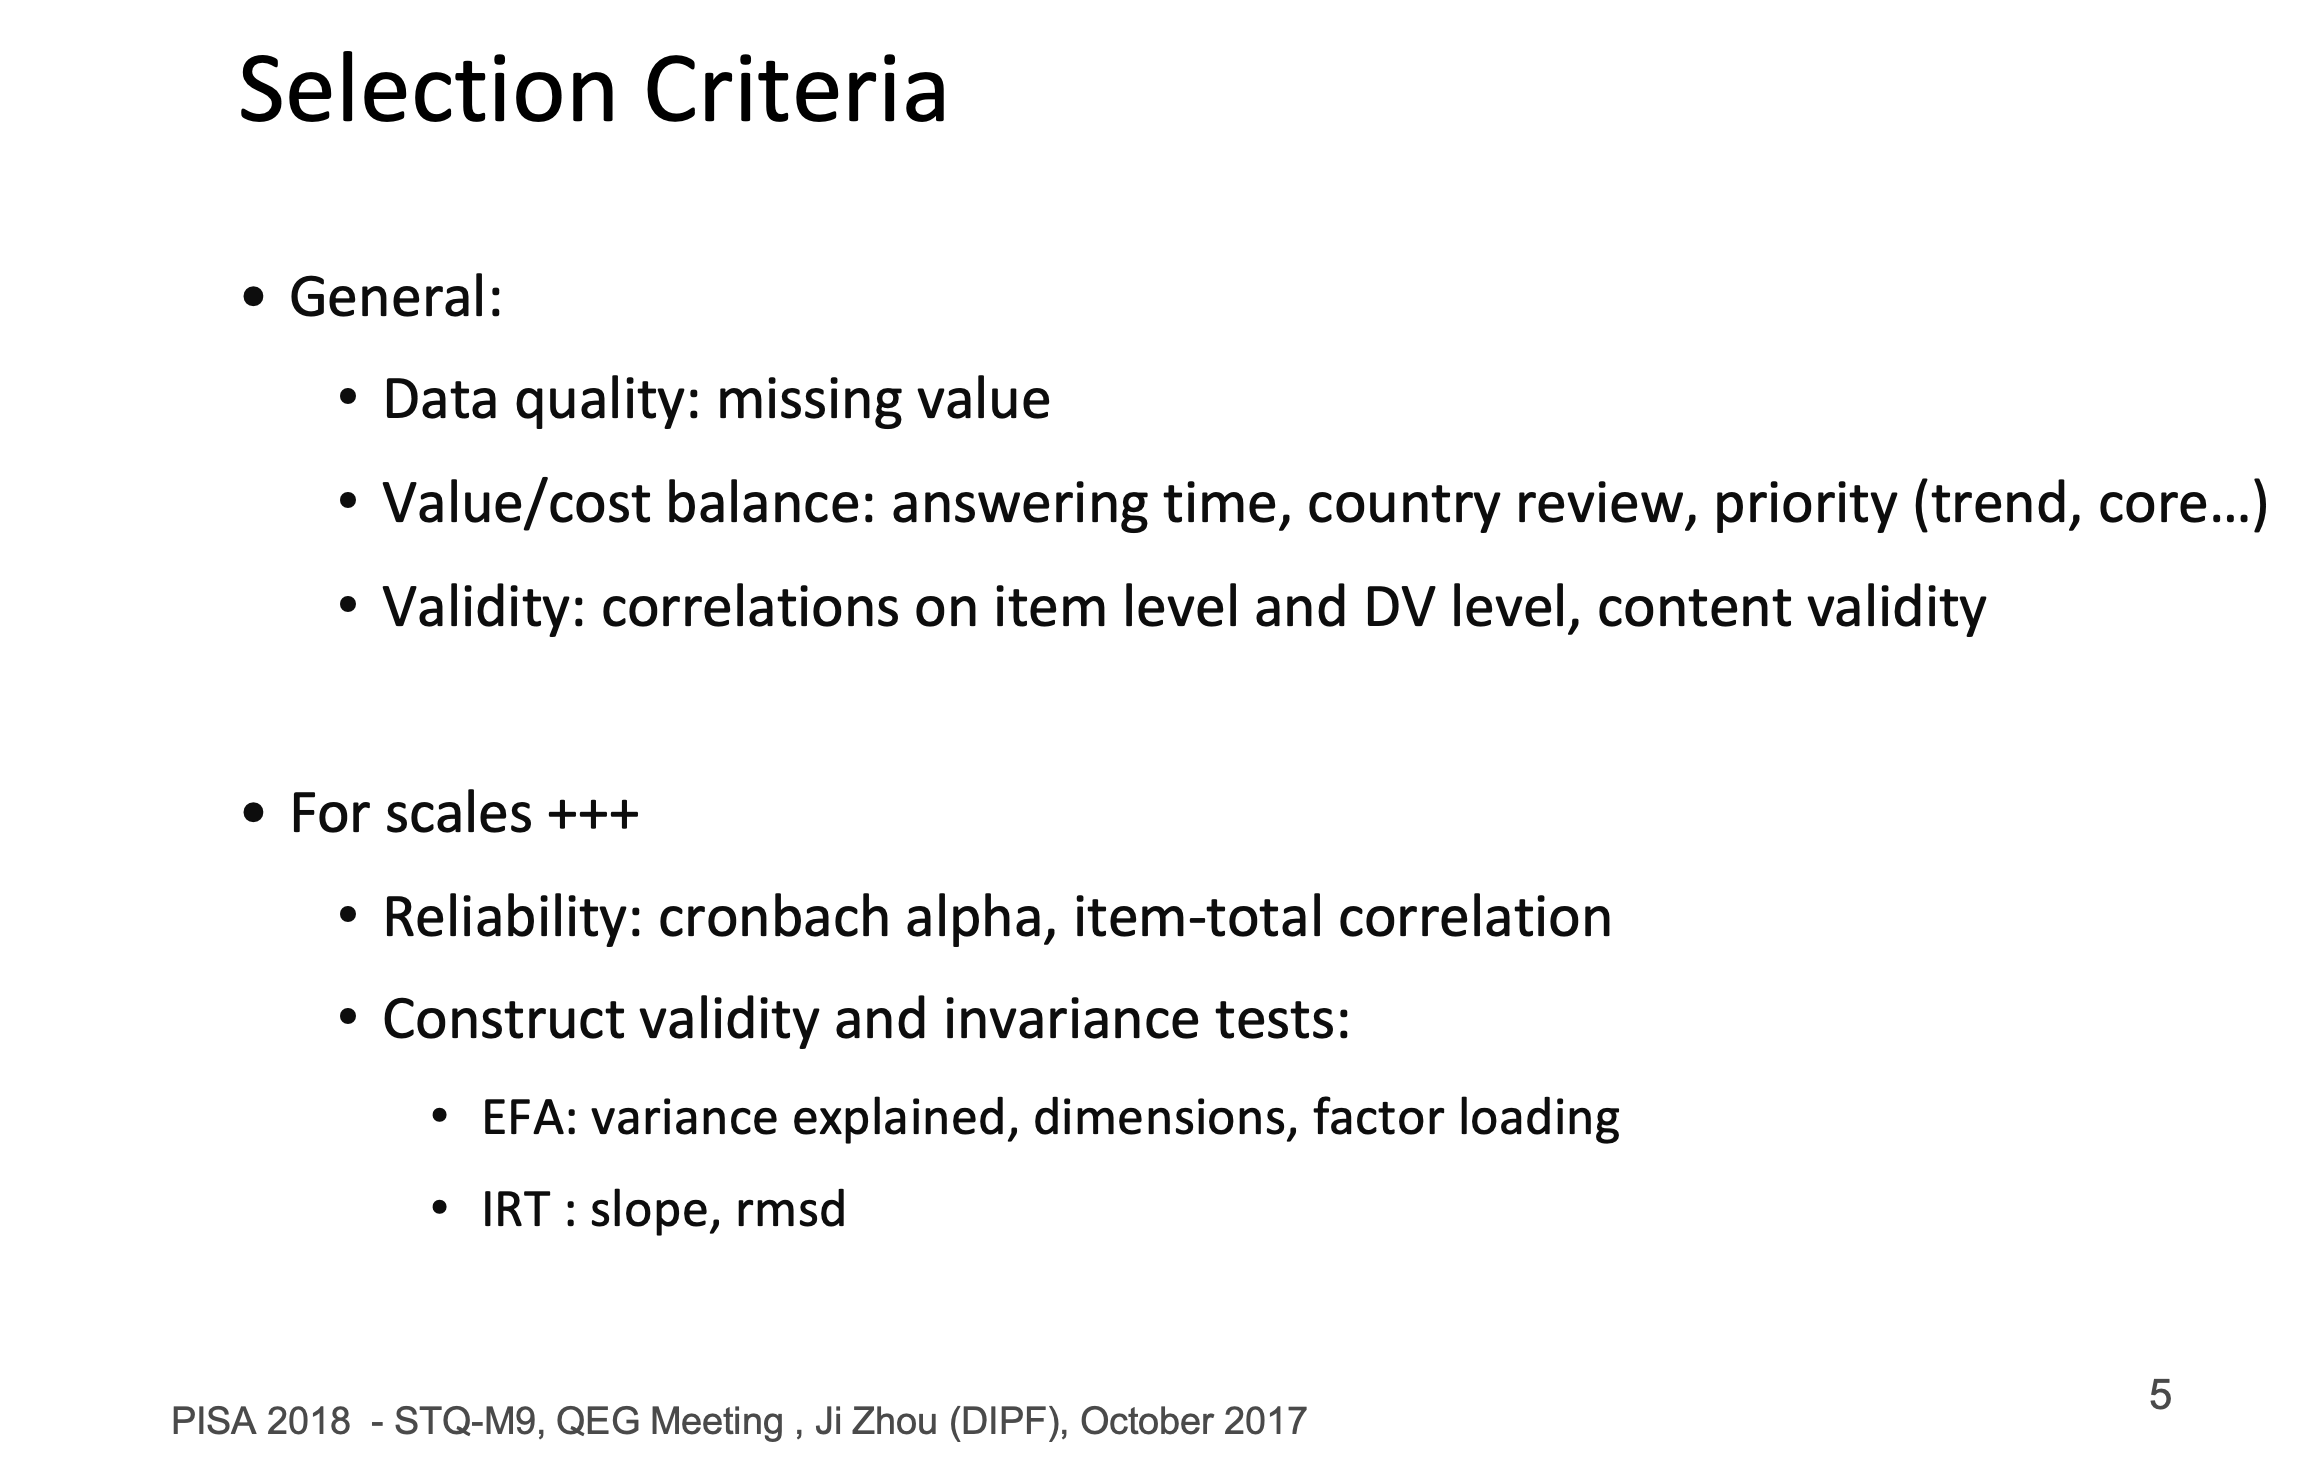 Selection Criteria
• General:
• Data quality: missing value
• Value/cost balance: answering time, country review, priority (trend, core…)
• Validity: correlations on item level and DV level, content validity
• For scales +++
• Reliability: cronbach alpha, item-total correlation
• Construct validity and invariance tests:
• EFA: variance explained, dimensions, factor loading
• IRT : slope, rmsd
5
PISA 2018  - STQ-M9, QEG Meeting , Ji Zhou (DIPF), October 2017